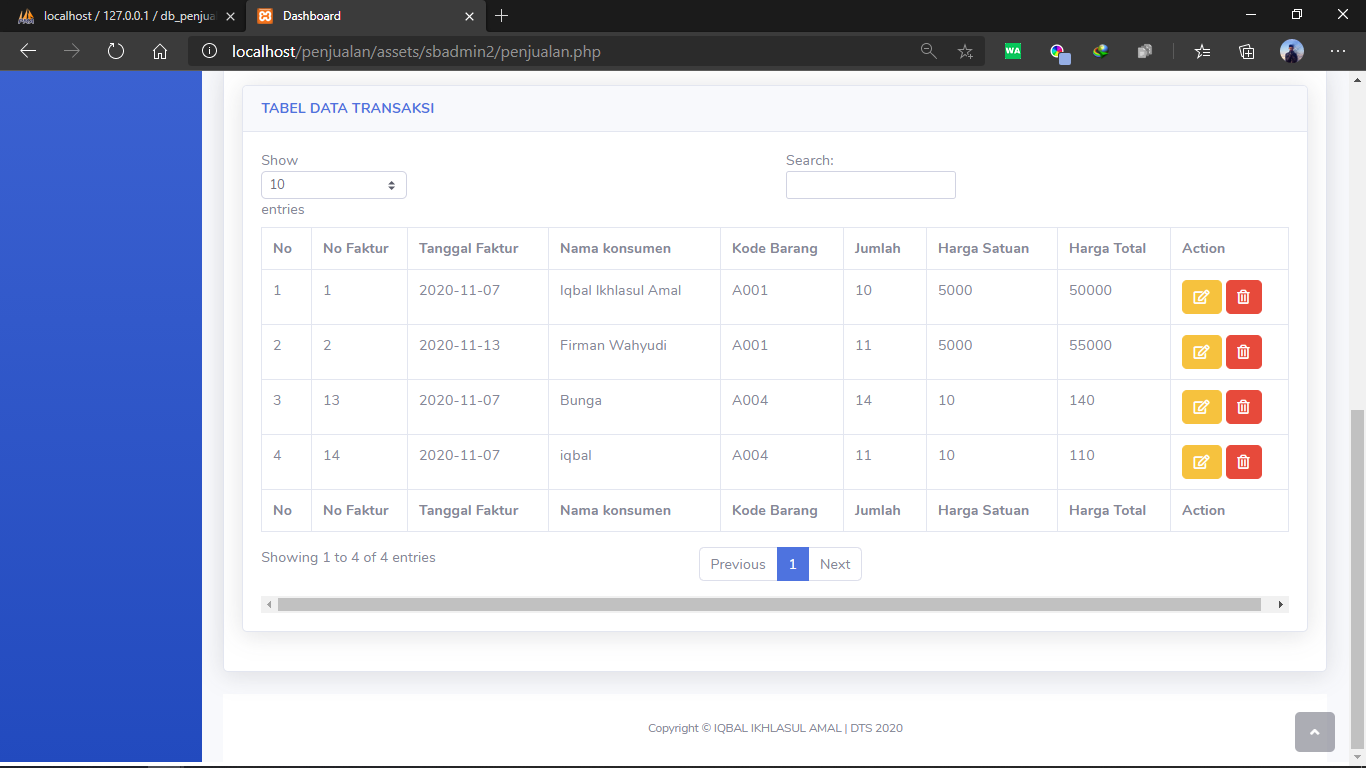 localhost / 127.0.0.1 / db_penjua
Dashboard
localhost/penjualan/assets/sbadmin2/penjualan.php
WA
TABEL DATA TRANSAKSI
Show
10
entries
Search:
No No Faktur Tanggal Faktur Nama konsumen Kode Barang Jumlah Harga Satuan Harga Total Action
1 1 2020-11-07 Iqbal Ikhlasul Amal A001 10 5000 50000
2 2 2020-11-13 Firman Wahyudi A001 11 5000 55000
3 13 2020-11-07 Bunga A004 14 10 140
4 14 2020-11-07 iqbal A004 11 10 110
No No Faktur Tanggal Faktur Nama konsumen Kode Barang Jumlah Harga Satuan Harga Total Action
Showing 1 to 4 of 4 entries
Previous 1 Next
Copyright © IQBAL IKHLASUL AMAL | DTS 2020